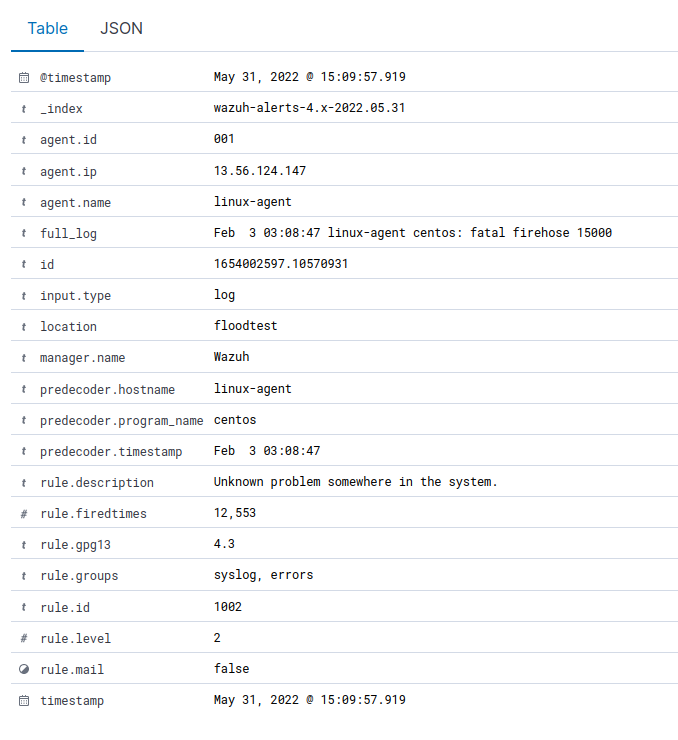 Table JSON
@timestamp May 31, 2022 @ 15:09:57.919
t _index wazuh-alerts-4.x-2022.05.31
t agent.id 001
t agent.ip 13.56.124.147
t agent.name linux-agent
t full_log Feb  3 03:08:47 linux-agent centos: fatal firehose 15000
t id 1654002597.10570931
t input.type log
t location floodtest
t manager.name Wazuh
t predecoder.hostname linux-agent
t predecoder.program_name centos
t predecoder.timestamp Feb  3 03:08:47
t rule.description Unknown problem somewhere in the system.
# rule.firedtimes 12,553
t rule.gpg13 4.3
t rule.groups syslog, errors
t rule.id 1002
# rule.level 2
rule.mail false
timestamp May 31, 2022 @ 15:09:57.919